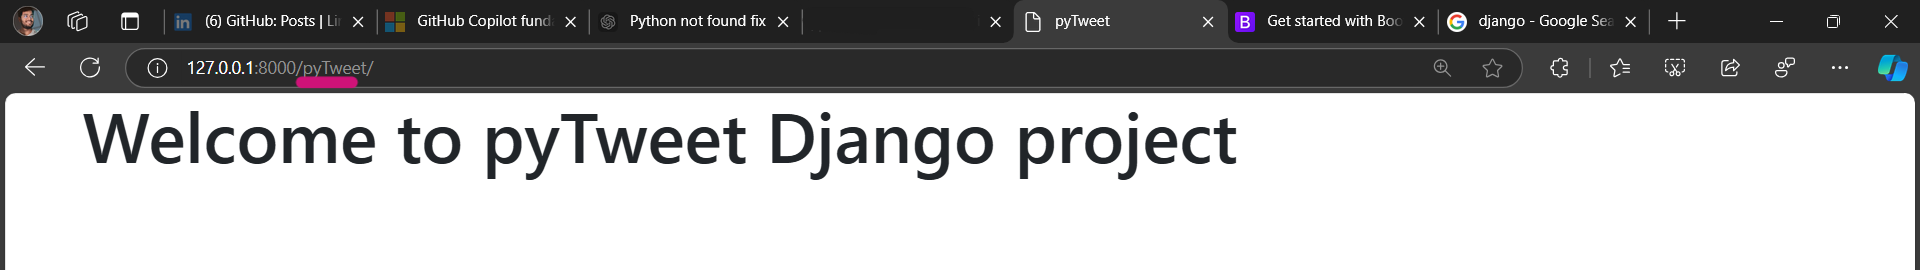 (6) GitHub: Posts | Li
GitHub Copilot fund
Python not found fix
pyTweet
Get started with Boo
django - Google Sea
127.0.0.1:8000/pyTweet/
Welcome to pyTweet Django project